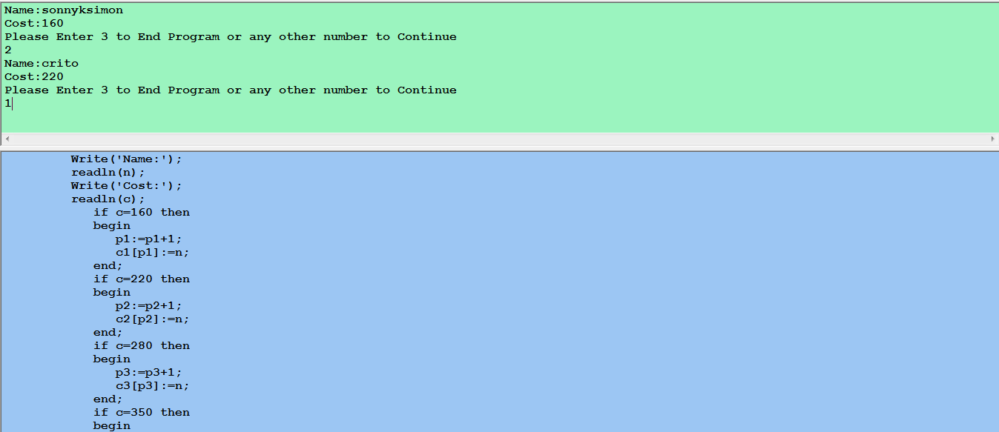 Name:sonnyksimon
Cost:160
Please Enter 3 to End Program or any other number to Continue
2
Name:crito
Cost:220
Please Enter 3 to End Program or any other number to Continue
1
Write('Name:');
readln(n);
Write('Cost:');
readln(c);
if c=160 then
begin
p1:=p1+1;
c1[p1]:=n;
end;
if c=220 then
begin
p2:=p2+1;
c2[p2]:=n;
end;
if c=280 then
begin
p3:=p3+1;
c3[p3]:=n;
end;
if c=350 then
begin